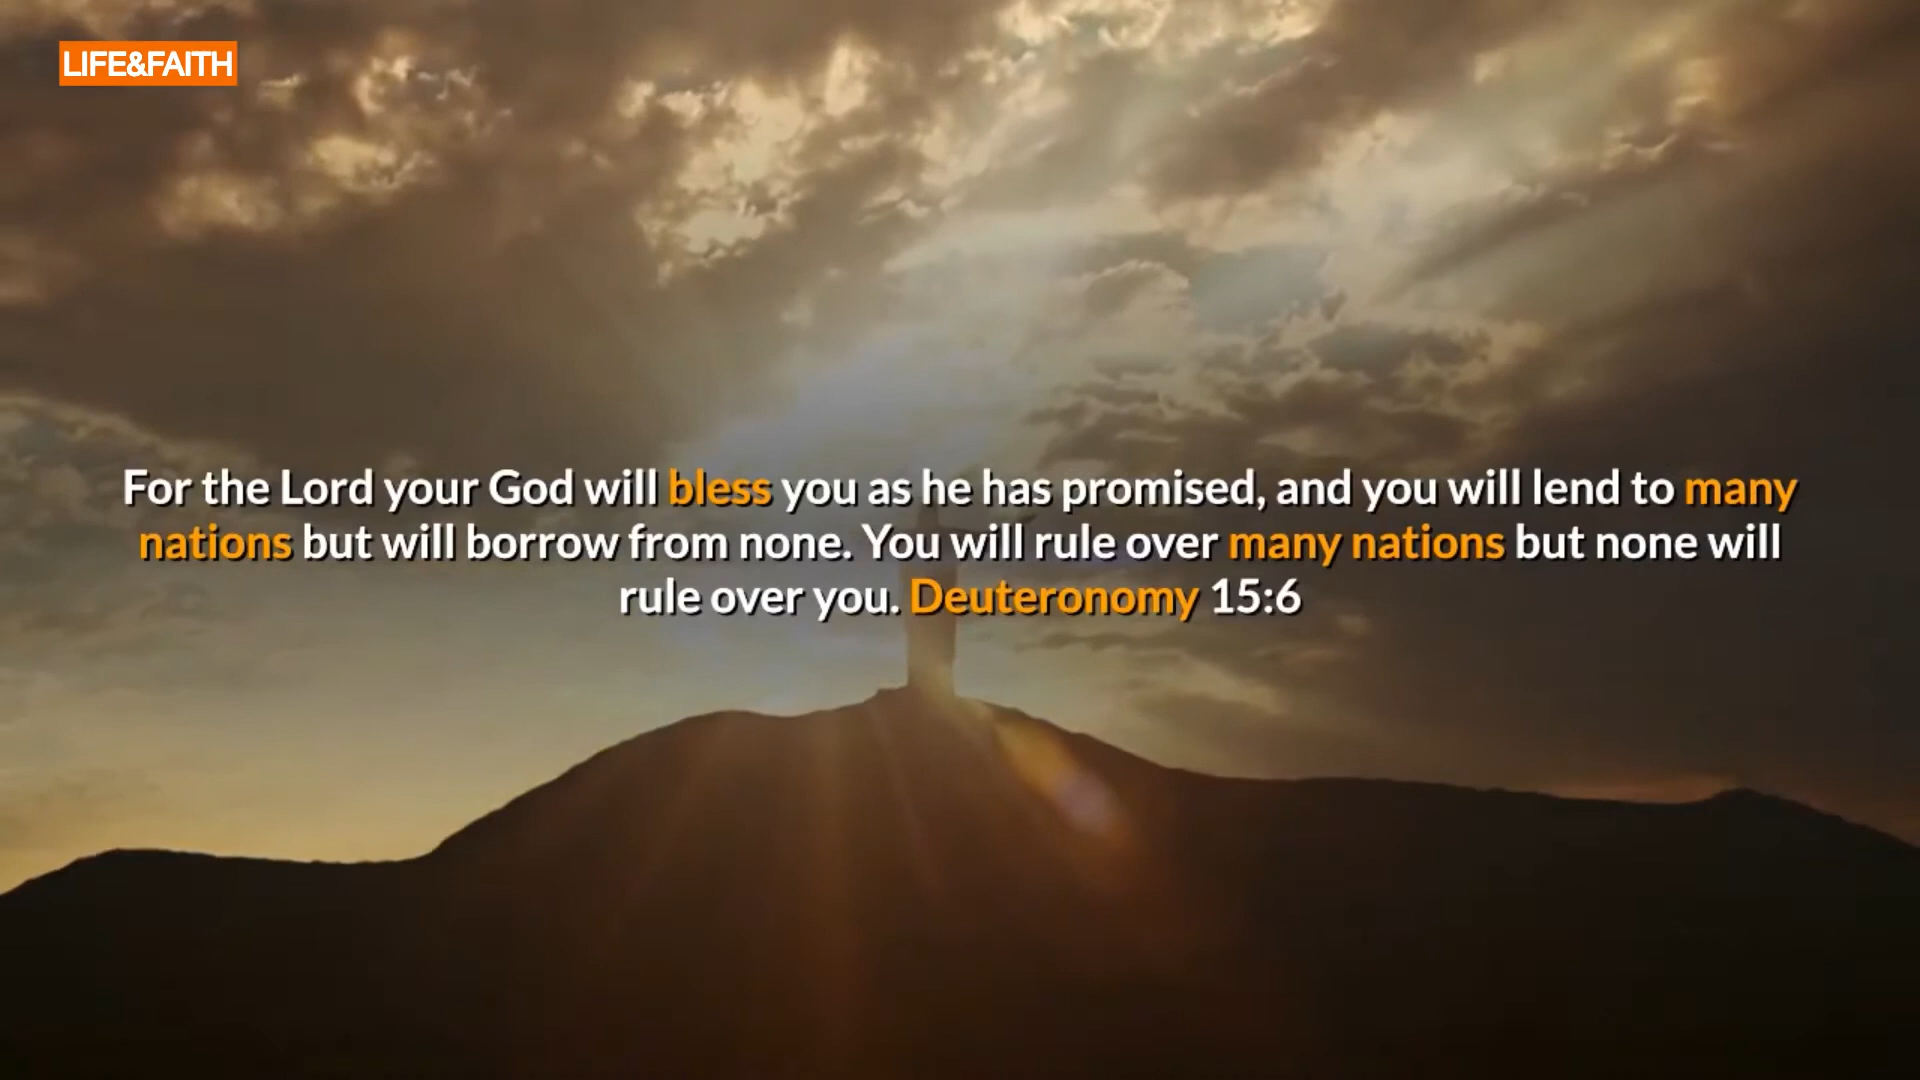 LIFE&FAITH
For the Lord your God will bless you as he has promised, and you will lend to many
nations but will borrow from none. You will rule over many nations but none will
rule over you. Deuteronomy 15:6